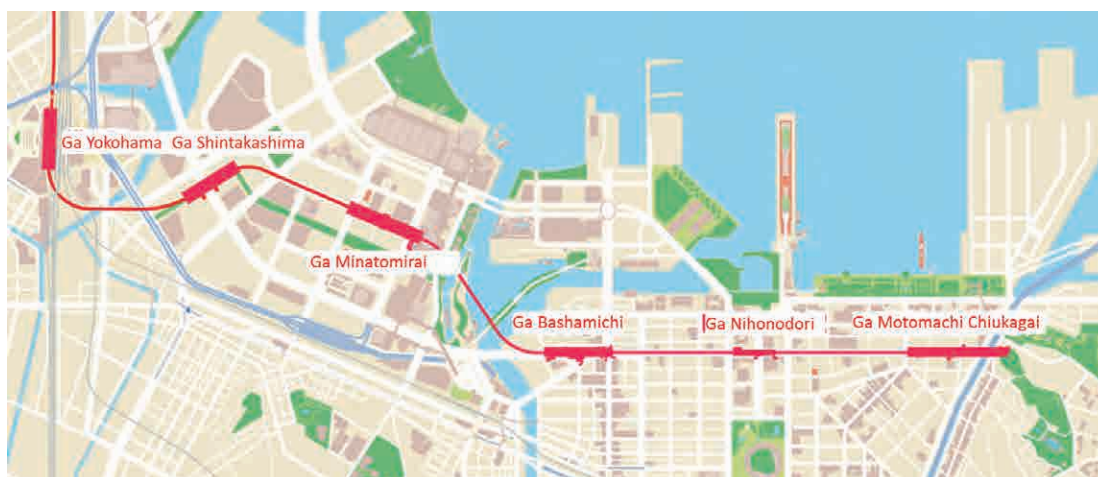 Ga Yokohama
Ga Shintakashima
Ga Minatomirai
Ga Bashamichi
Ga Nihonodori
Ga Motomachi Chiukagai